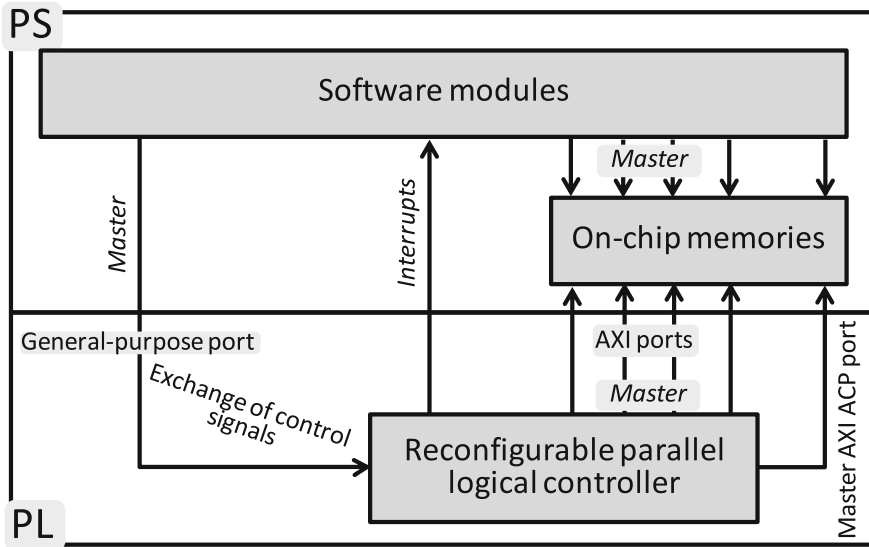 PS
Software modules
Master
Interrupts
Master
On-chip memories
General-purpose port
Exchange of control
signals
AXI ports
Master
Reconfigurable parallel
logical controller
Master AXI ACP port
PL